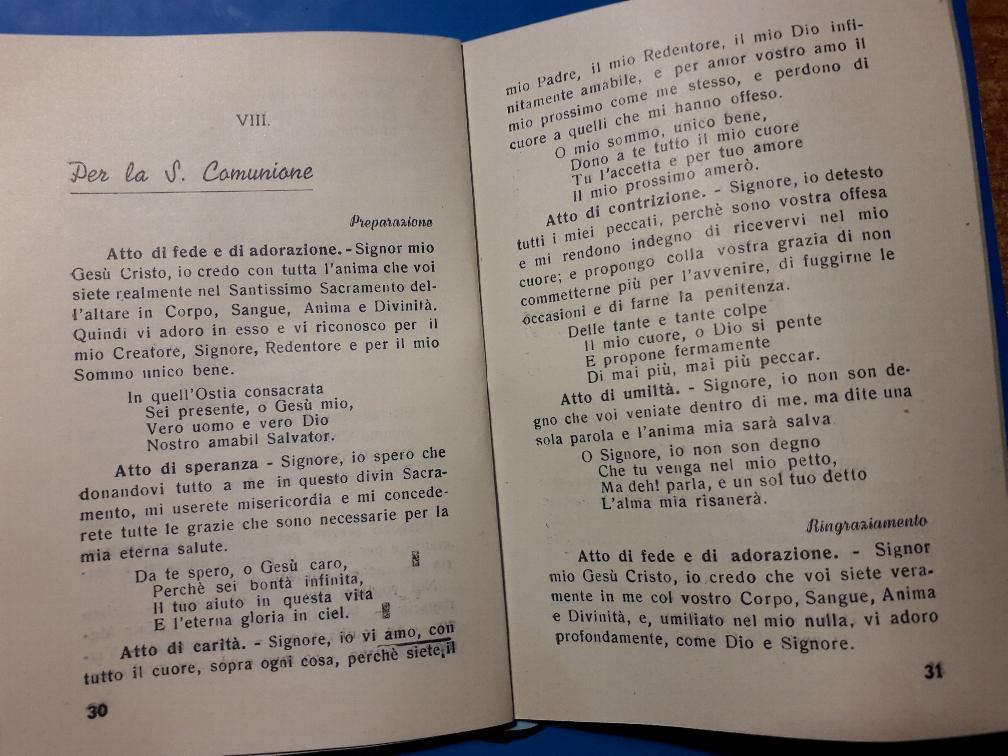 VIII.
Per la S. Comunione
Preparazione
Atto di fede e di adorazione. - Signor mio
Gesù Cristo, io credo con tutta l'anima che voi
siete realmente nel Santissimo Sacramento del-
l'altare in Corpo, Sangue, Anima e Divinità.
Quindi vi adoro in esso e vi riconosco per il
mio Creatore, Signore, Redentore e per il mio
Sommo unico bene.
In quell'Ostia consacrata
Sei presente, o Gesù mio,
Vero uomo e vero Dio
Nostro amabil Salvator.
Atto di speranza - Signore, io spero che
donandovi tutto a me in questo divin Sacra-
mento, mi userete misericordia e mi concede-
rete tutte le grazie che sono necessarie per la
mia eterna salute.
Da te spero, o Gesù caro,
Perchè sei bontà infinita,
Il tuo aiuto in questa vita
E l'eterna gloria in ciel.
Atto di carità. - Signore, io vi amo, con
tutto il cuore, sopra ogni cosa, perchè siete il
30
mio Padre, il mio Redentore, il mio Dio infi-
nitamente amabile, e per amor vostro amo il
mio prossimo come me stesso, e perdono di
cuore a quelli che mi hanno offeso.
O mio sommo, unico bene,
Dono a te tutto il mio cuore
Tu l'accetta e per tuo amore
Il mio prossimo amerò.
Atto di contrizione. - Signore, io detesto
tutti i miei peccati, perchè sono vostra offesa
e mi rendono indegno di ricevervi nel mio
cuore; e propongo colla vostra grazia di non
commetterne più per l'avvenire, di fuggirne le
occasioni e di farne la penitenza.
Delle tante e tante colpe
Il mio cuore, o Dio si pente
E propone fermamente
Di mai più, mai più peccar.
Atto di umiltà. - Signore, io non son de-
gno che voi veniate dentro di me, ma dite una
sola parola e l'anima mia sarà salva
O Signore, io non son degno
Che tu venga nel mio petto,
Ma deh! parla, e un sol tuo detto
L'alma mia risanerà.
Ringraziamento
Atto di fede e di adorazione. - Signor
mio Gesù Cristo, io credo che voi siete vera-
mente in me col vostro Corpo, Sangue, Anima
e Divinità, e, umiliato nel mio nulla, vi adoro
profondamente, come Dio e Signore.
31